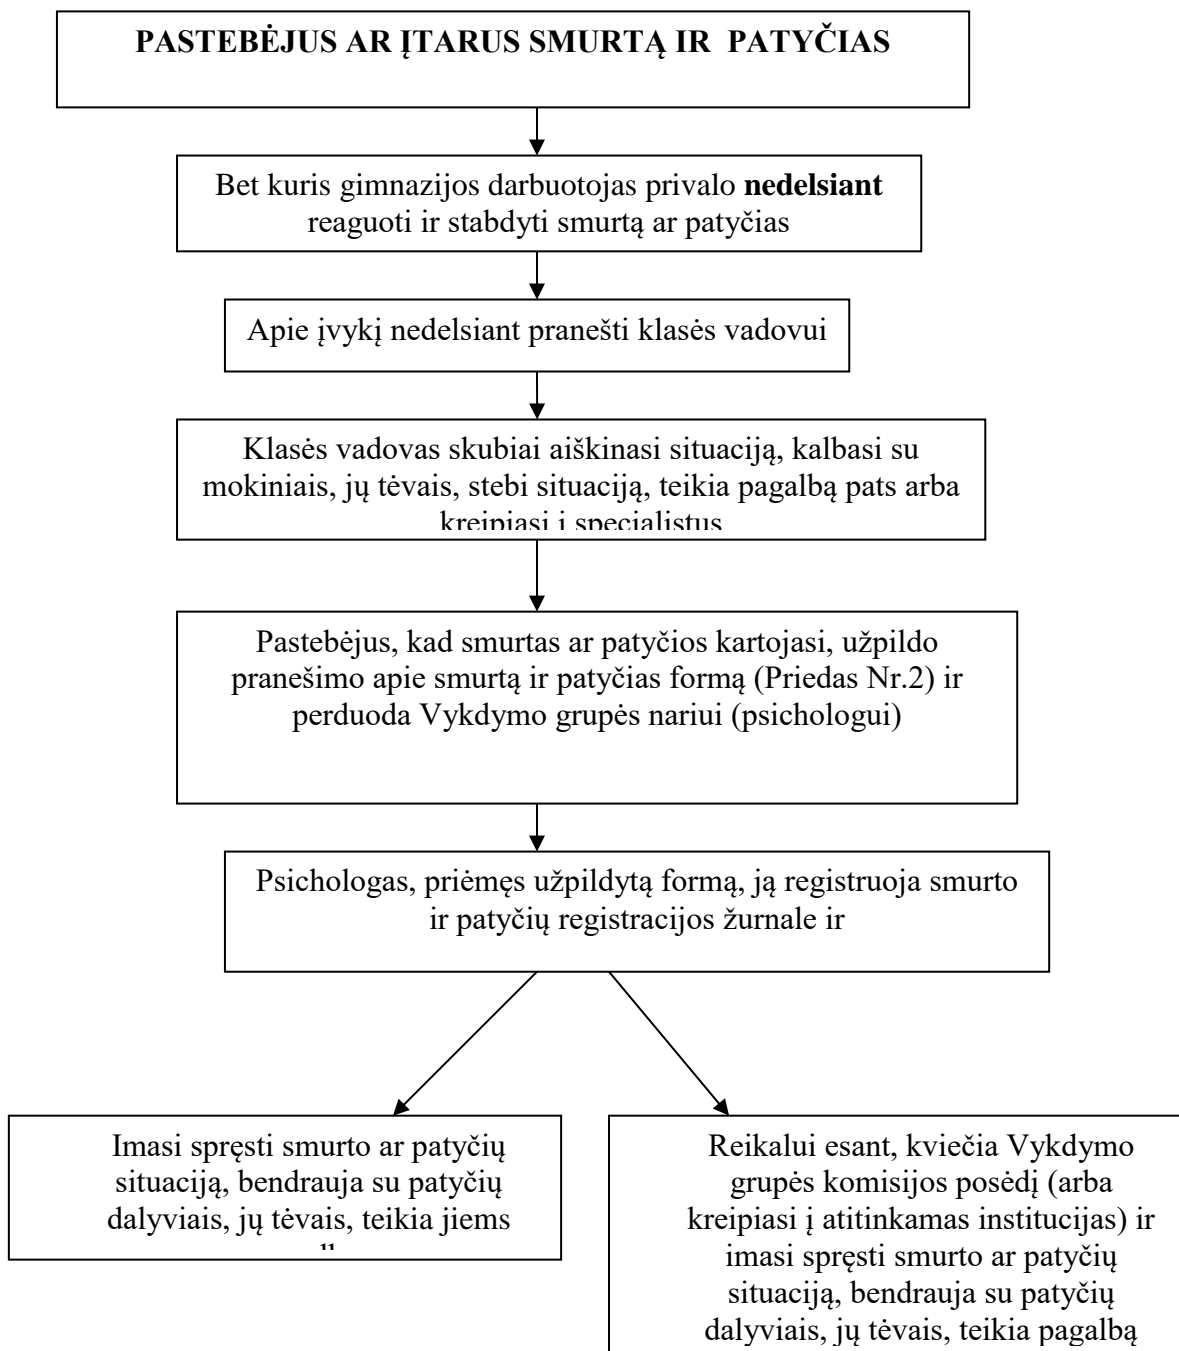 PASTEBĖJUS AR ĮTARUS SMURTĄ IR PATYČIAS
Bet kuris gimnazijos darbuotojas privalo nedelsiant
reaguoti ir stabdyti smurtą ar patyčias
Apie įvykį nedelsiant pranešti klasės vadovui
Klasės vadovas skubiai aiškinasi situaciją, kalbasi su
mokiniais, jų tėvais, stebi situaciją, teikia pagalbą pats arba
kreipiasi į specialistus
Pastebėjus, kad smurtas ar patyčios kartojasi, užpildo
pranešimo apie smurtą ir patyčias formą (Priedas Nr.2) ir
perduoda Vykdymo grupės nariui (psichologui)
Psichologas, priėmęs užpildytą formą, ją registruoja smurto
ir patyčių registracijos žurnale ir
Imasi spręsti smurto ar patyčių
situaciją, bendrauja su patyčių
dalyviais, jų tėvais, teikia jiems
Reikalui esant, kviečia Vykdymo
grupės komisijos posėdį (arba
kreipiasi į atitinkamas institucijas) ir
imasi spręsti smurto ar patyčių
situaciją, bendrauja su patyčių
dalyviais, jų tėvais, teikia pagalbą